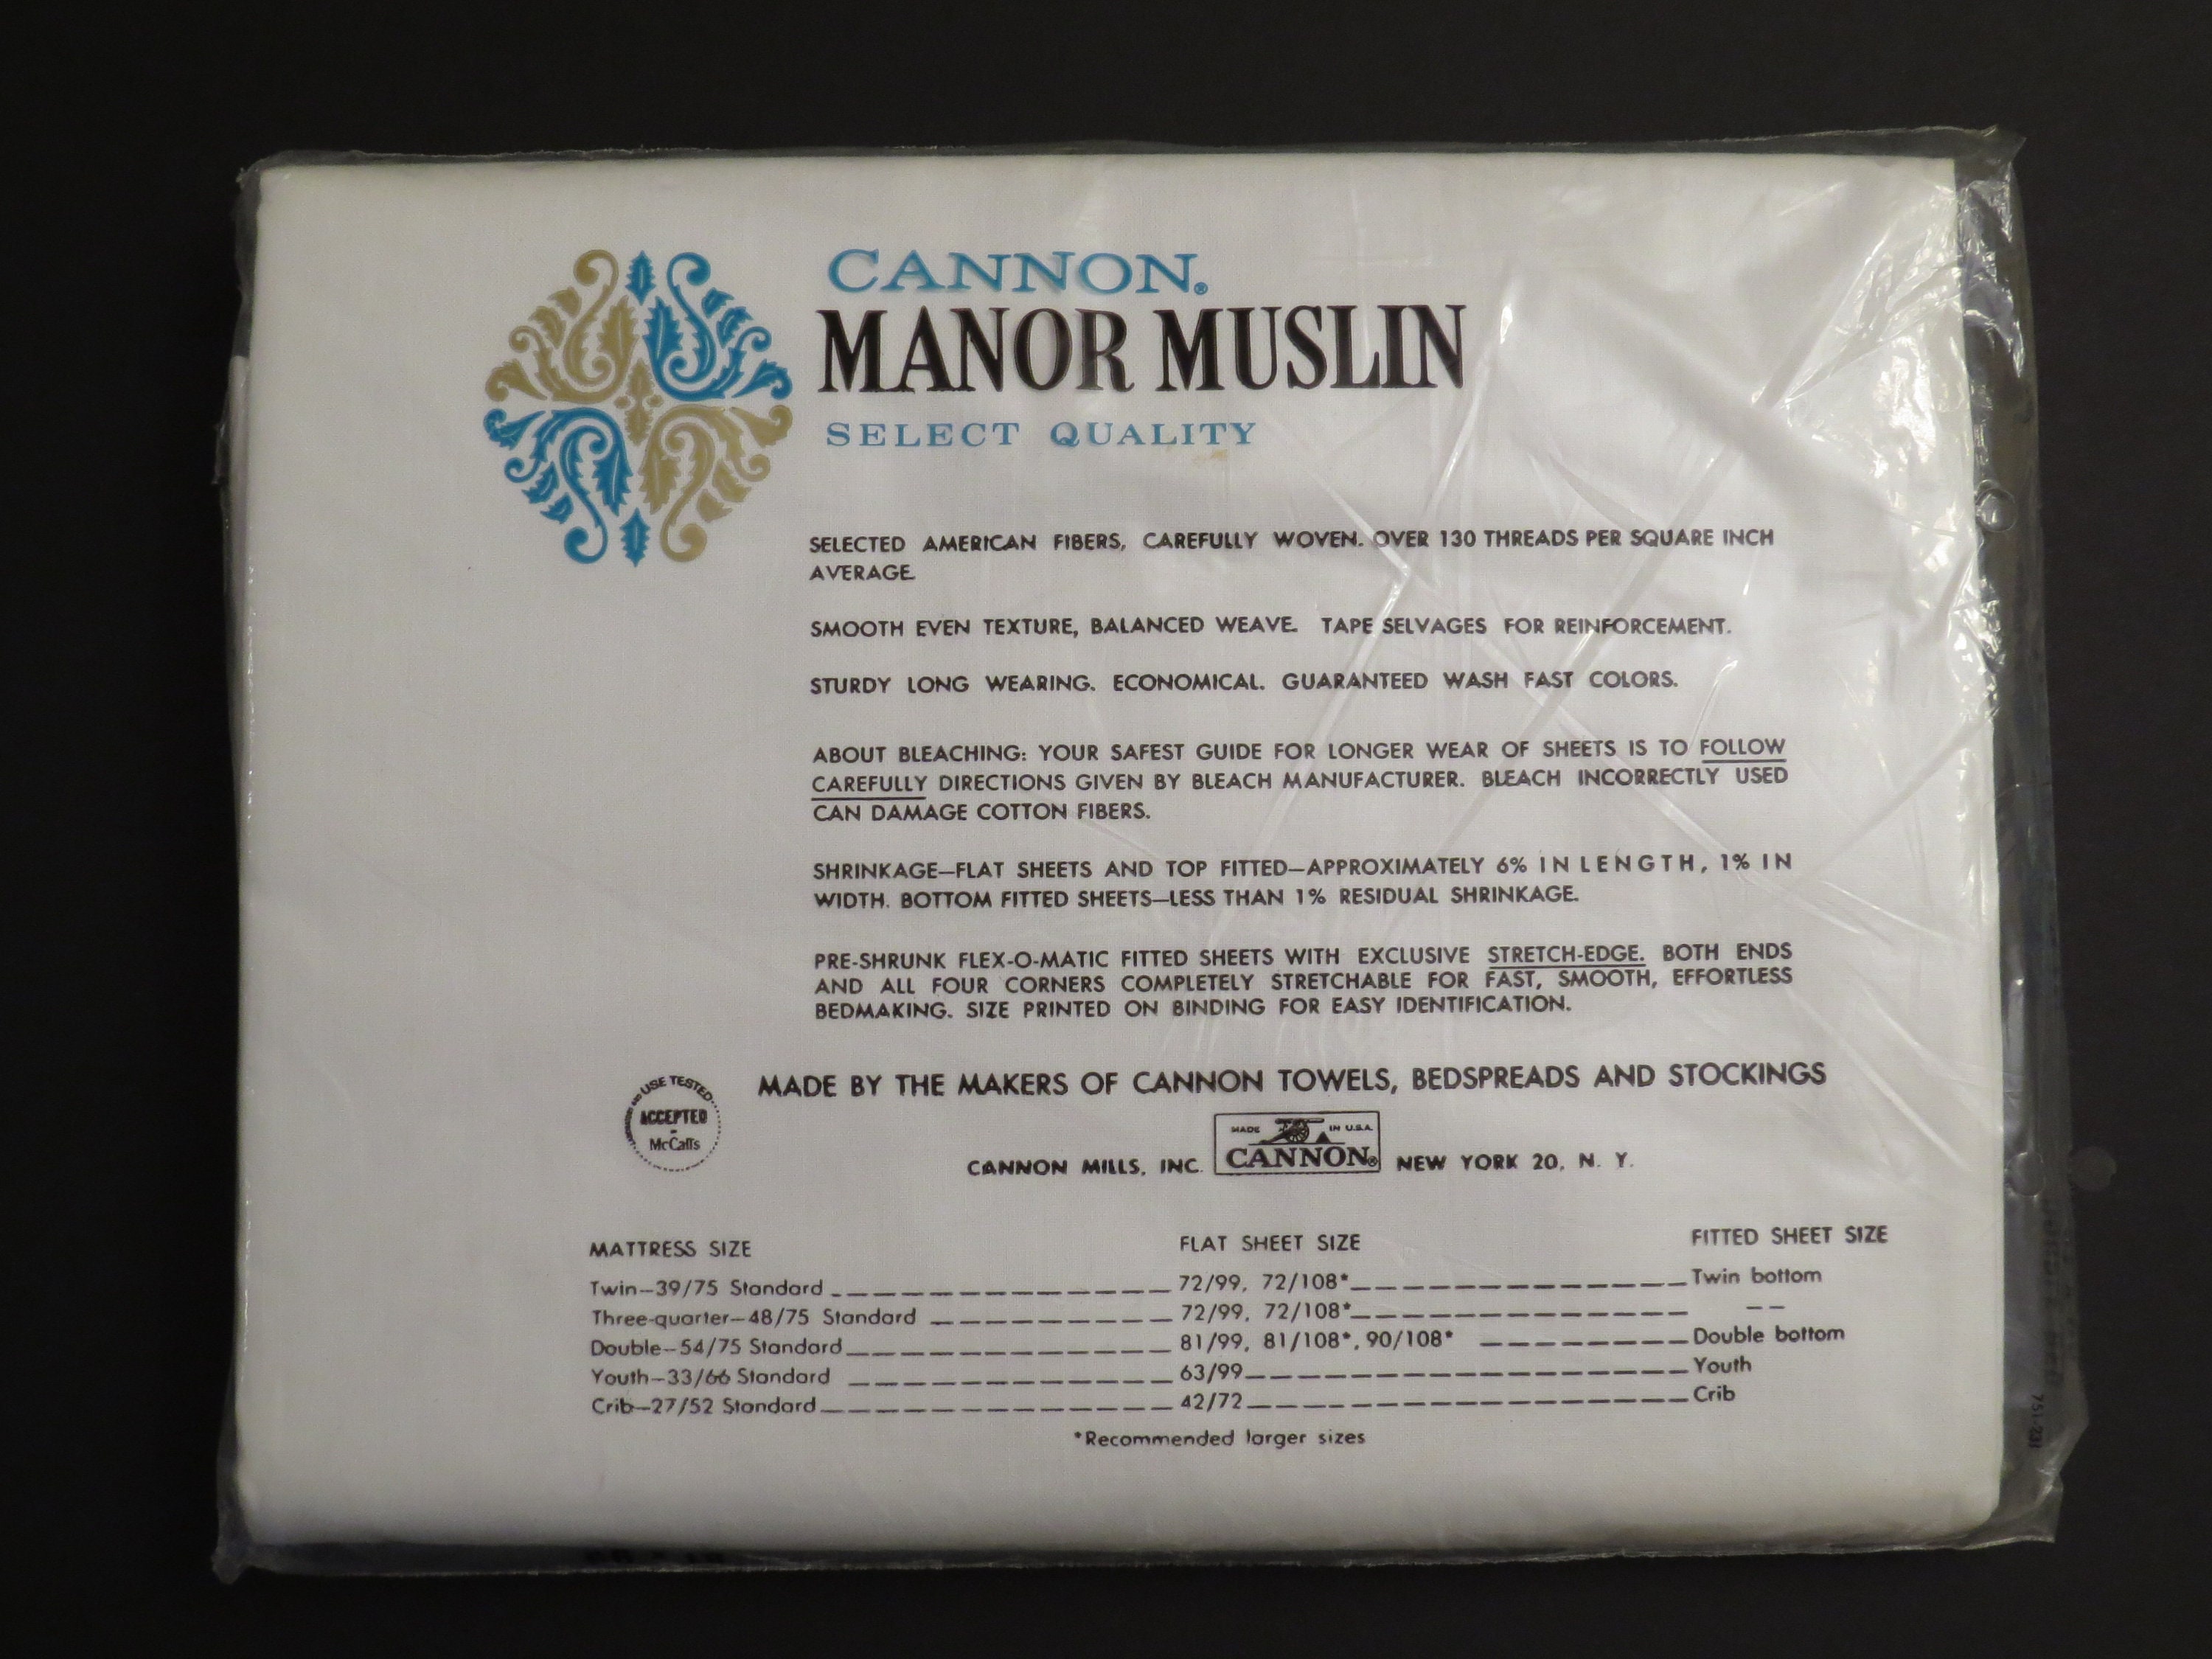 CANNON®
MANOR MUSLIN
SELECT QUALITY
SELECTED AMERICAN FIBERS, CAREFULLY WOVEN. OVER 130 THREADS PER SQUARE INCH
AVERAGE.
SMOOTH EVEN TEXTURE, BALANCED WEAVE. TAPE SELVAGES FOR REINFORCEMENT.
STURDY LONG WEARING. ECONOMICAL. GUARANTEED WASH FAST COLORS.
ABOUT BLEACHING: YOUR SAFEST GUIDE FOR LONGER WEAR OF SHEETS IS TO FOLLOW
CAREFULLY DIRECTIONS GIVEN BY BLEACH MANUFACTURER. BLEACH INCORRECTLY USED
CAN DAMAGE COTTON FIBERS.
SHRINKAGE—FLAT SHEETS AND TOP FITTED—APPROXIMATELY 6% IN LENGTH, 1% IN
WIDTH. BOTTOM FITTED SHEETS—LESS THAN 1% RESIDUAL SHRINKAGE.
PRE-SHRUNK FLEX-O-MATIC FITTED SHEETS WITH EXCLUSIVE STRETCH-EDGE. BOTH ENDS
AND ALL FOUR CORNERS COMPLETELY STRETCHABLE FOR FAST, SMOOTH, EFFORTLESS
BEDMAKING. SIZE PRINTED ON BINDING FOR EASY IDENTIFICATION.
USE TESTED
ACCEPTED
McCall's
MADE BY THE MAKERS OF CANNON TOWELS, BEDSPREADS AND STOCKINGS
MADE IN U.S.A.
CANNON MILLS, INC. CANNON® NEW YORK 20, N. Y.
MATTRESS SIZE FLAT SHEET SIZE FITTED SHEET SIZE
Twin—39/75 Standard 72/99, 72/108* Twin bottom
Three-quarter—48/75 Standard 72/99, 72/108* --
Double—54/75 Standard 81/99, 81/108*, 90/108* Double bottom
Youth—33/66 Standard 63/99 Youth
Crib—27/52 Standard 42/72 Crib
*Recommended larger sizes
751-231